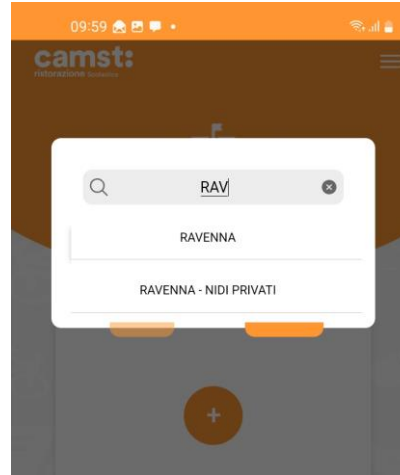 09:59
camst:
ristorazione
RAV
RAVENNA
RAVENNA - NIDI PRIVATI
+